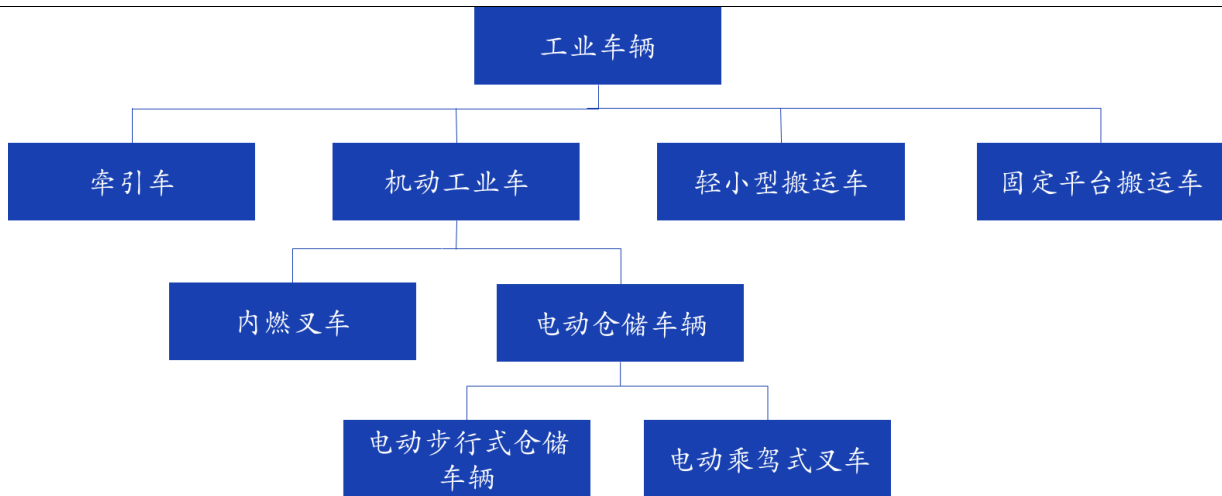 工业车辆
牵引车
机动工业车
轻小型搬运车
固定平台搬运车
内燃叉车
电动仓储车辆
电动步行式仓储
车辆
电动乘驾式叉车